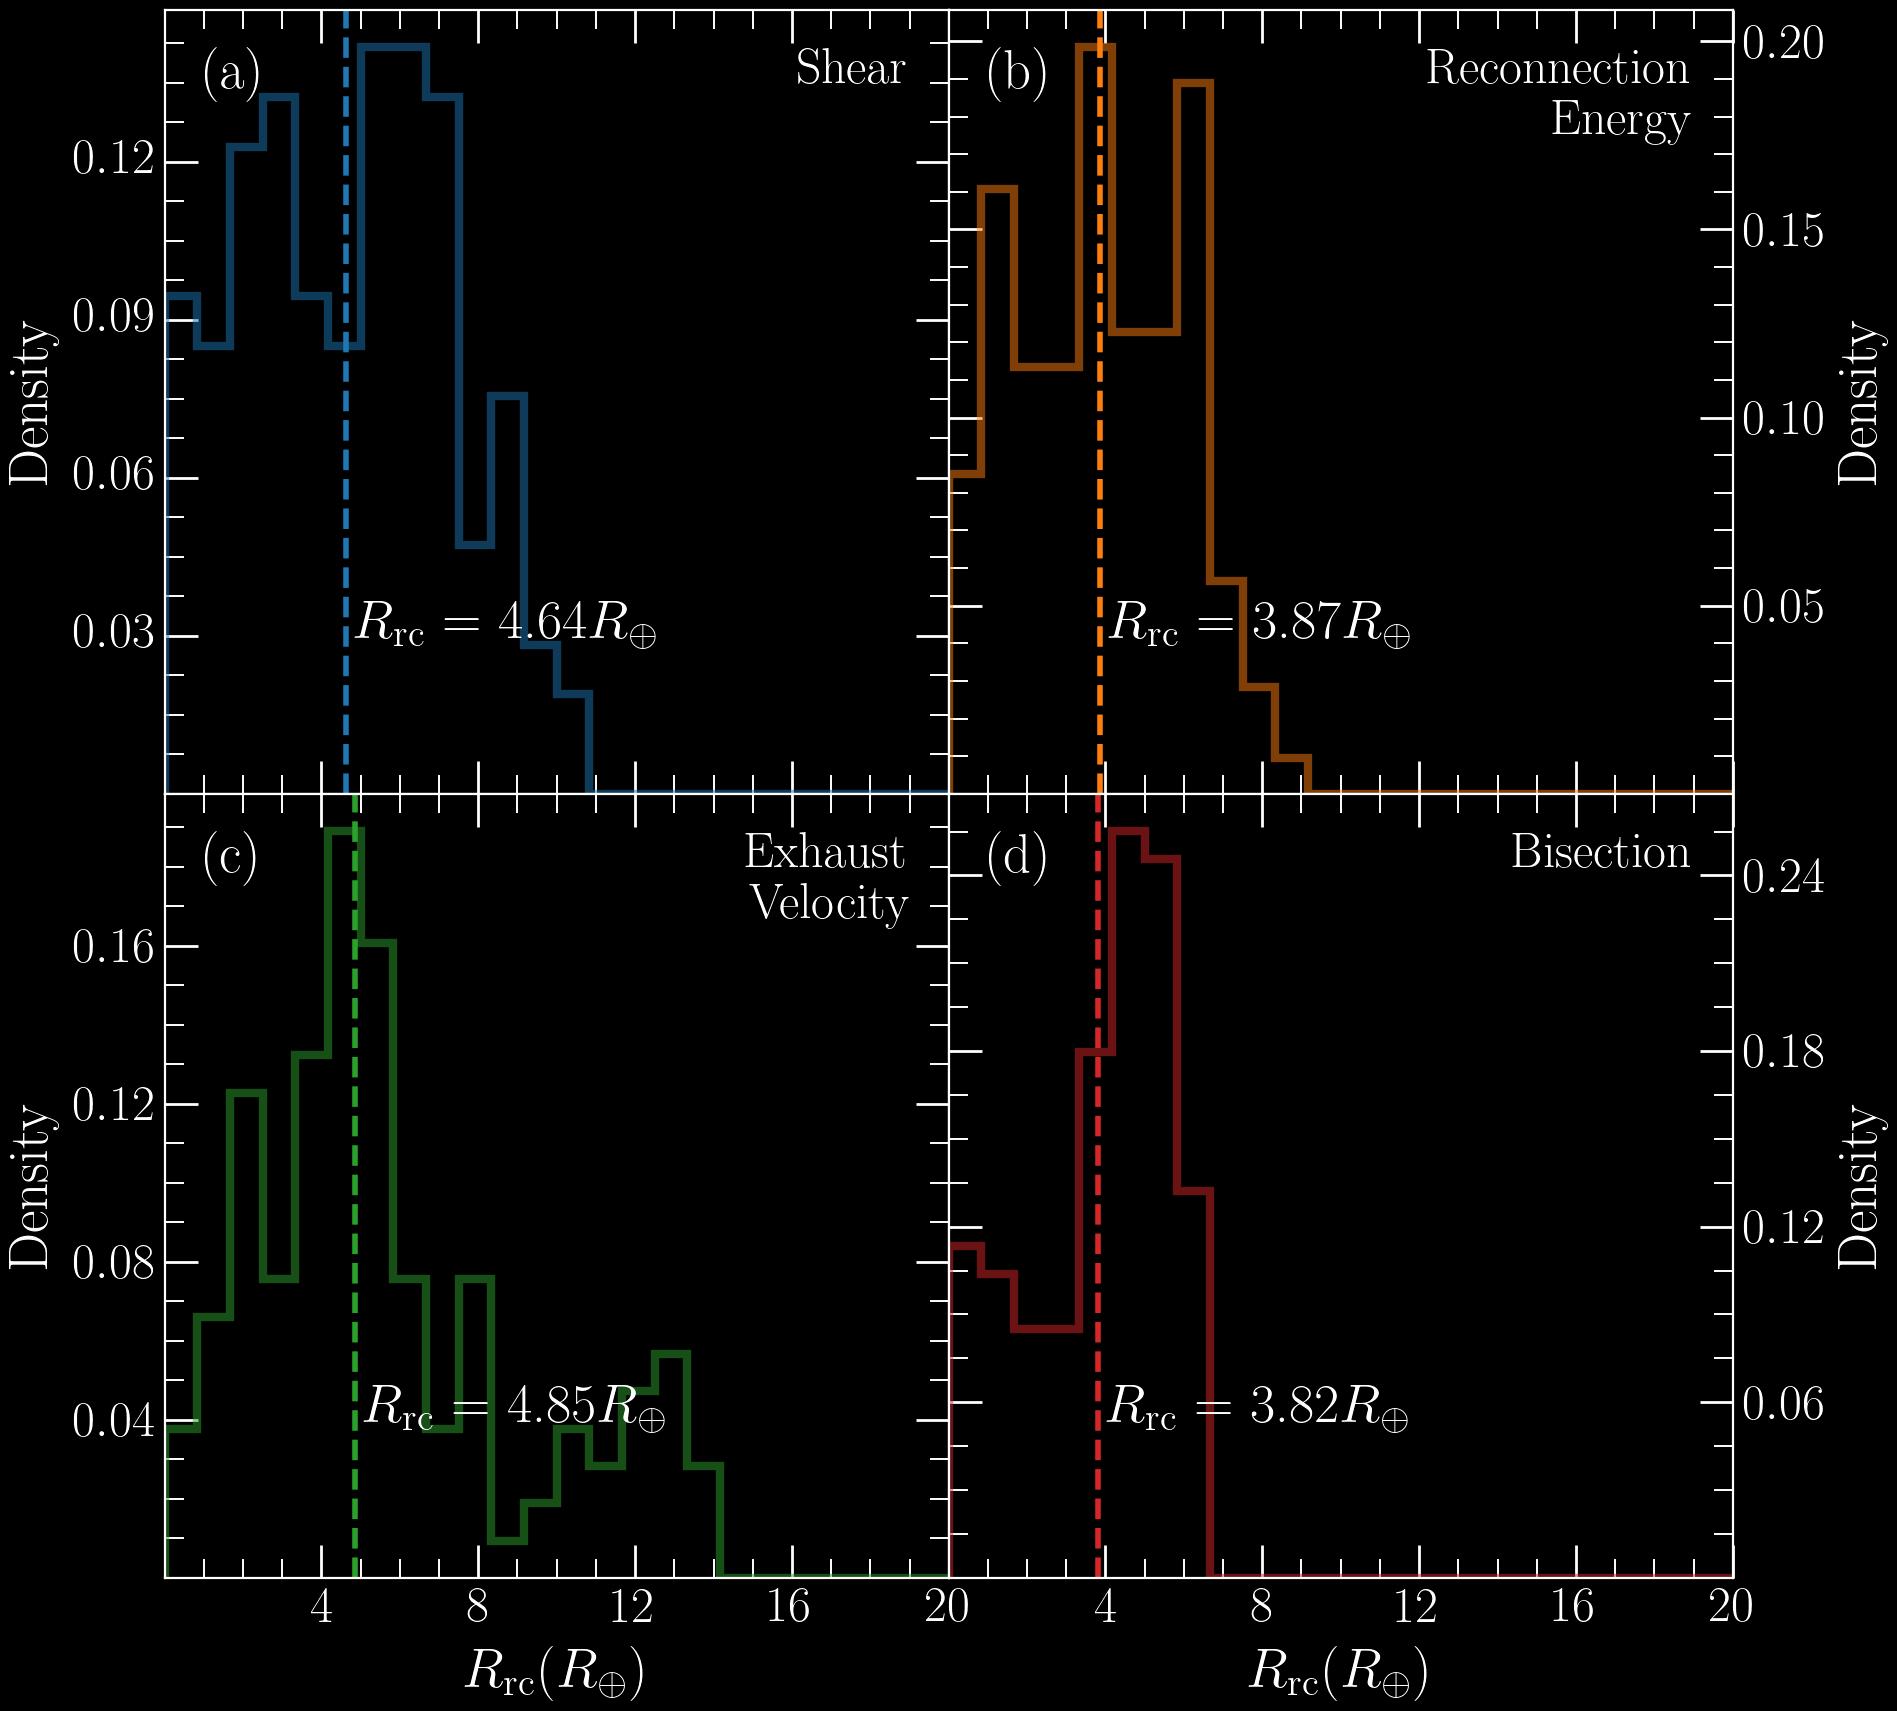 (a)
Shear
Density
0.12
0.09
0.06
0.03
R_rc = 4.64R_⊕
(b)
Reconnection
Energy
0.20
0.15
0.10
0.05
Density
R_rc = 3.87R_⊕
(c)
Exhaust
Velocity
Density
0.16
0.12
0.08
0.04
R_rc = 4.85R_⊕
4 8 12 16 20
R_rc(R_⊕)
(d)
Bisection
0.24
0.18
0.12
0.06
Density
R_rc = 3.82R_⊕
4 8 12 16 20
R_rc(R_⊕)